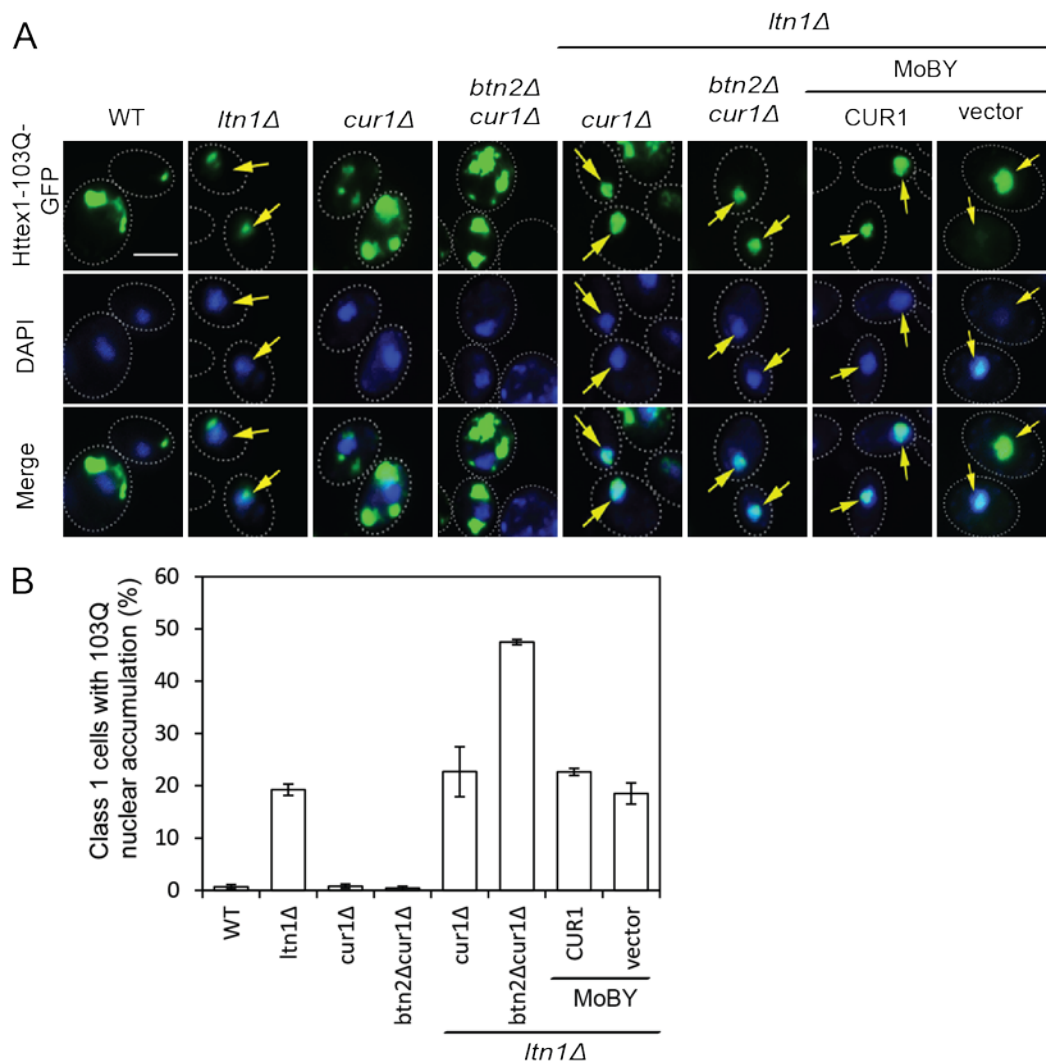 A
ltn1Δ
MoBY
WT
ltn1Δ
cur1Δ
btn2Δ
cur1Δ
cur1Δ
btn2Δ
cur1Δ
CUR1
vector
Httex1-103Q-
GFP
DAPI
Merge
B
Class 1 cells with 103Q
nuclear accumulation (%)
60
50
40
30
20
10
0
WT
ltn1Δ
cur1Δ
btn2Δcur1Δ
cur1Δ
btn2Δcur1Δ
CUR1
vector
MoBY
ltn1Δ